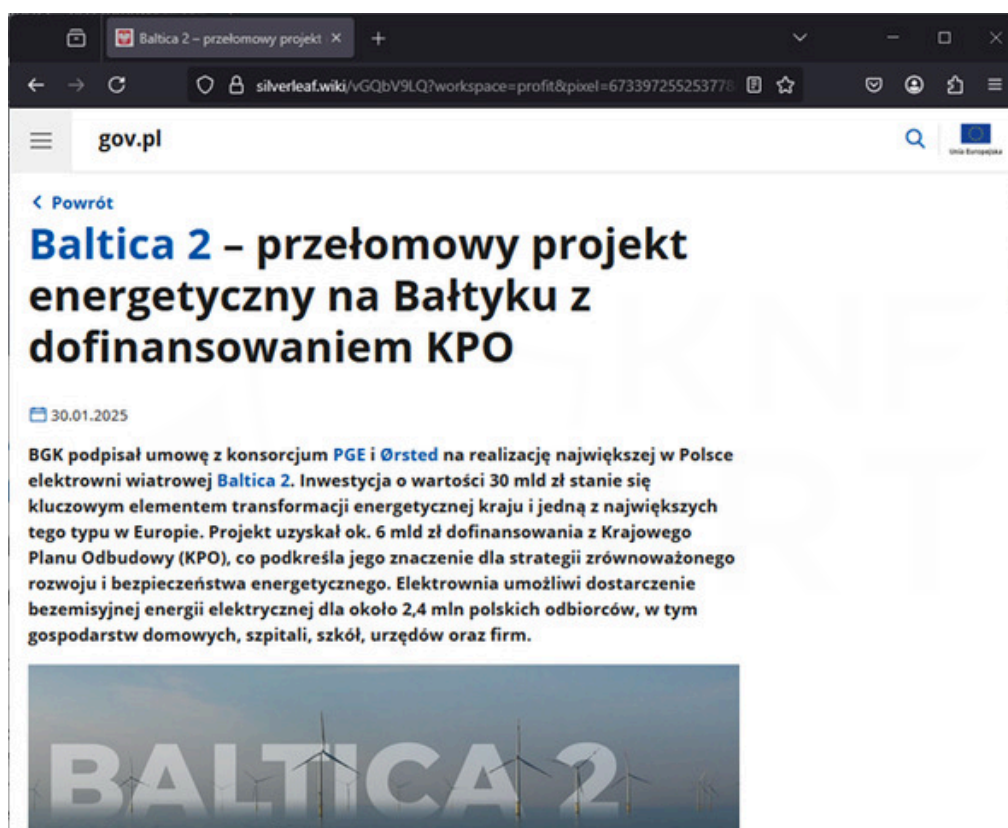 Baltica 2 – przełomowy projekt
silverleaf.wiki/vGQbV9LQ?workspace=profit&pixel=673397255253778
gov.pl
Unia Europejska
Powrót
Baltica 2 – przełomowy projekt
energetyczny na Bałtyku z
dofinansowaniem KPO
30.01.2025
BGK podpisał umowę z konsorcjum PGE i Ørsted na realizację największej w Polsce
elektrowni wiatrowej Baltica 2. Inwestycja o wartości 30 mld zł stanie się
kluczowym elementem transformacji energetycznej kraju i jedną z największych
tego typu w Europie. Projekt uzyskał ok. 6 mld zł dofinansowania z Krajowego
Planu Odbudowy (KPO), co podkreśla jego znaczenie dla strategii zrównoważonego
rozwoju i bezpieczeństwa energetycznego. Elektrownia umożliwi dostarczenie
bezemisyjnej energii elektrycznej dla około 2,4 mln polskich odbiorców, w tym
gospodarstw domowych, szpitali, szkół, urzędów oraz firm.
BALTICA 2